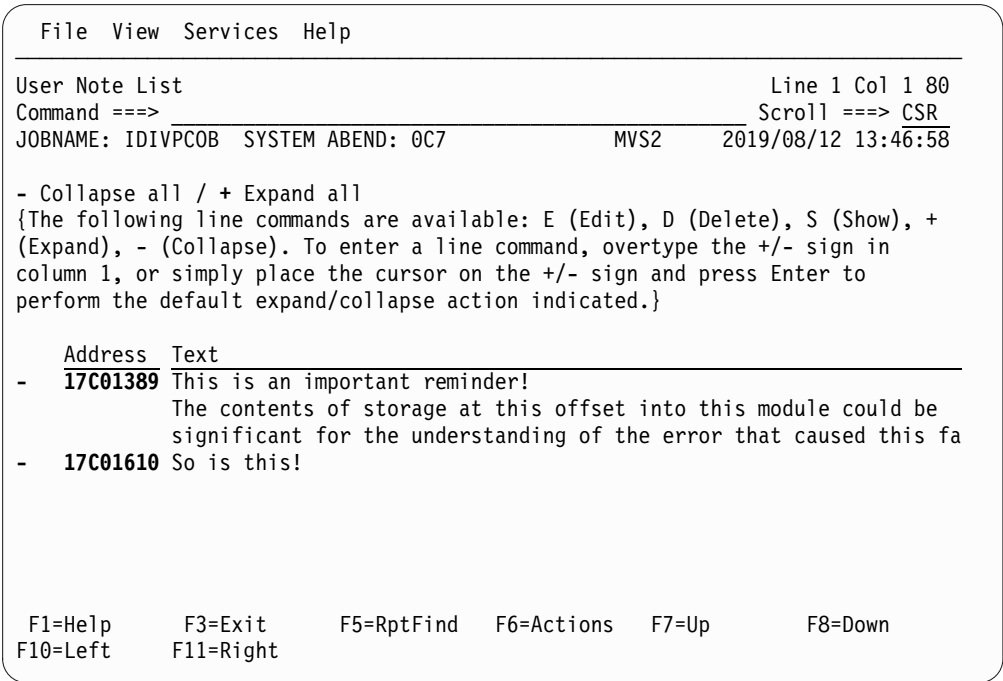 File  View  Services  Help
User Note List                                                 Line 1 Col 1 80
Command ===> ________________________________________________ Scroll ===> CSR
JOBNAME: IDIVPCOB  SYSTEM ABEND: 0C7              MVS2     2019/08/12 13:46:58
- Collapse all / + Expand all
{The following line commands are available: E (Edit), D (Delete), S (Show), +
(Expand), - (Collapse). To enter a line command, overtype the +/- sign in
column 1, or simply place the cursor on the +/- sign and press Enter to
perform the default expand/collapse action indicated.}
Address  Text
-   17C01389 This is an important reminder!
The contents of storage at this offset into this module could be
significant for the understanding of the error that caused this fa
-   17C01610 So is this!
F1=Help      F3=Exit      F5=RptFind   F6=Actions   F7=Up        F8=Down
F10=Left     F11=Right